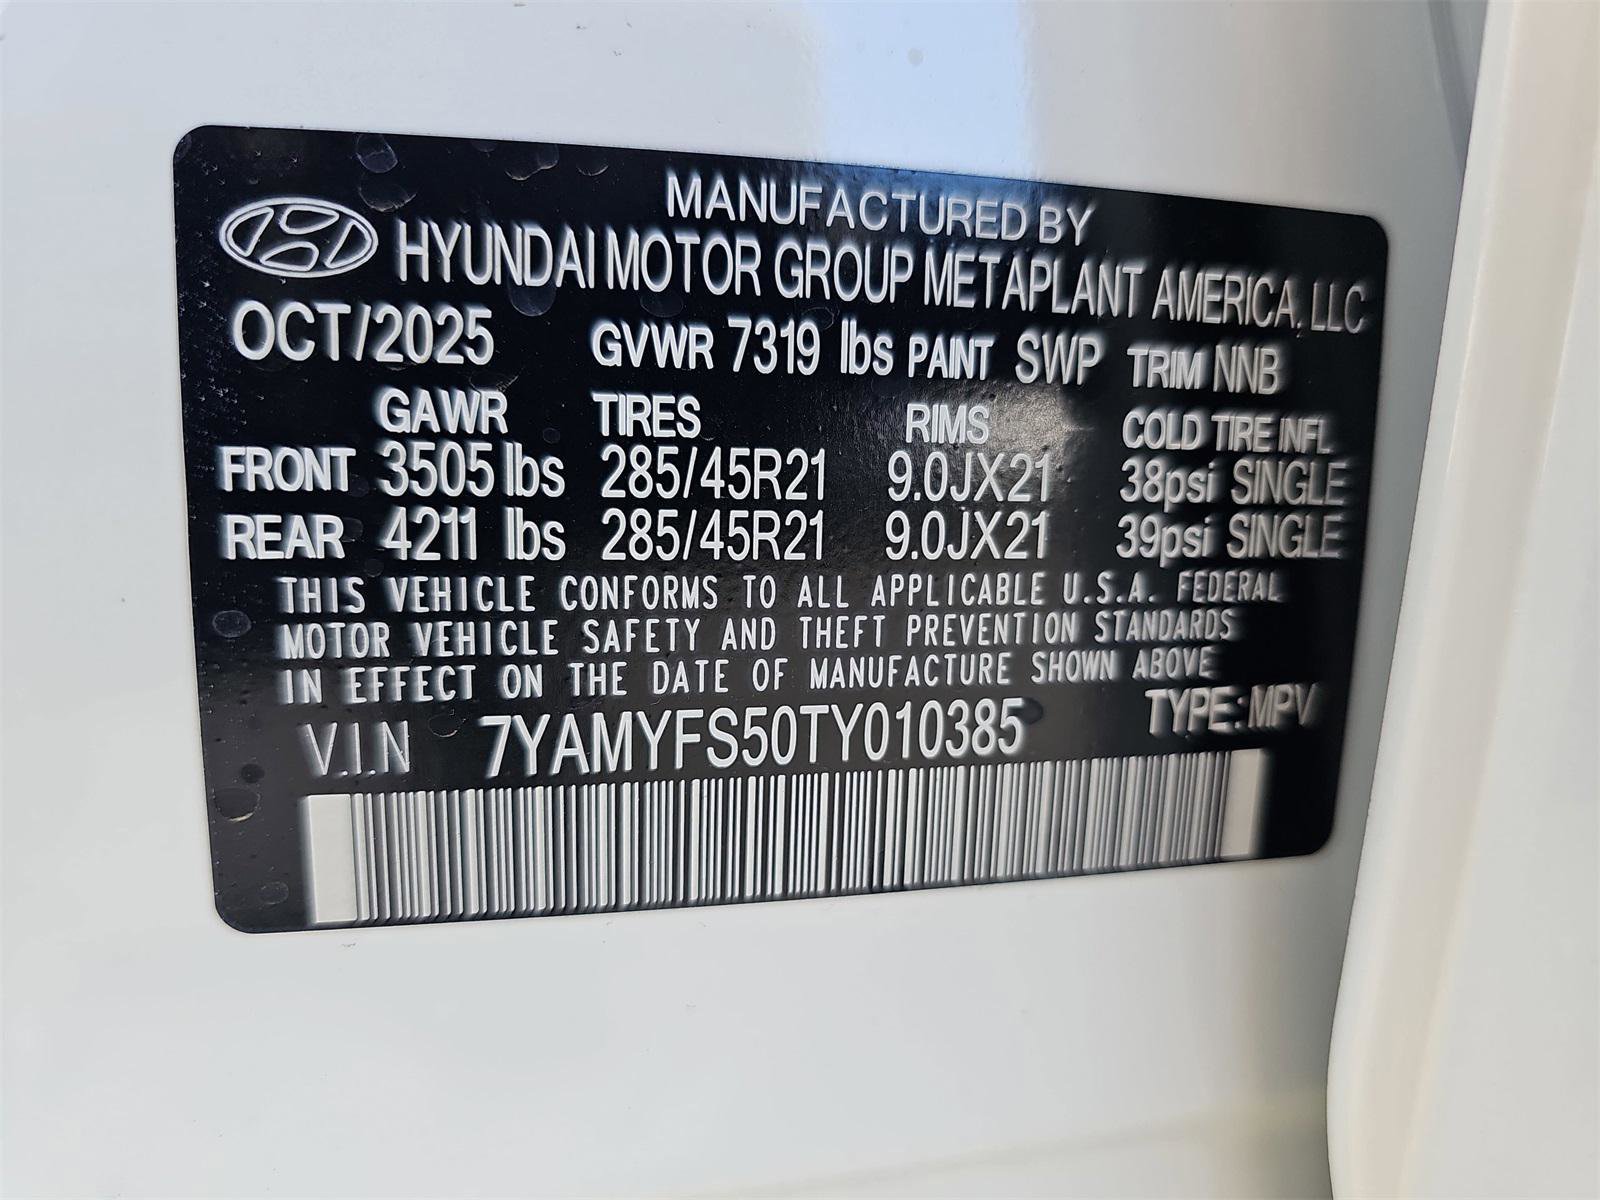 MANUFACTURED BY
HYUNDAI MOTOR GROUP METAPLANT AMERICA, LLC
OCT/2025 GVWR 7319 lbs PAINT SWP TRIM NNB
GAWR TIRES RIMS COLD TIRE INFL
FRONT 3505 lbs 285/45R21 9.0JX21 38psi SINGLE
REAR 4211 lbs 285/45R21 9.0JX21 39psi SINGLE
THIS VEHICLE CONFORMS TO ALL APPLICABLE U.S.A. FEDERAL
MOTOR VEHICLE SAFETY AND THEFT PREVENTION STANDARDS
IN EFFECT ON THE DATE OF MANUFACTURE SHOWN ABOVE
V.I.N 7YAMYFS50TY010385 TYPE: MPV